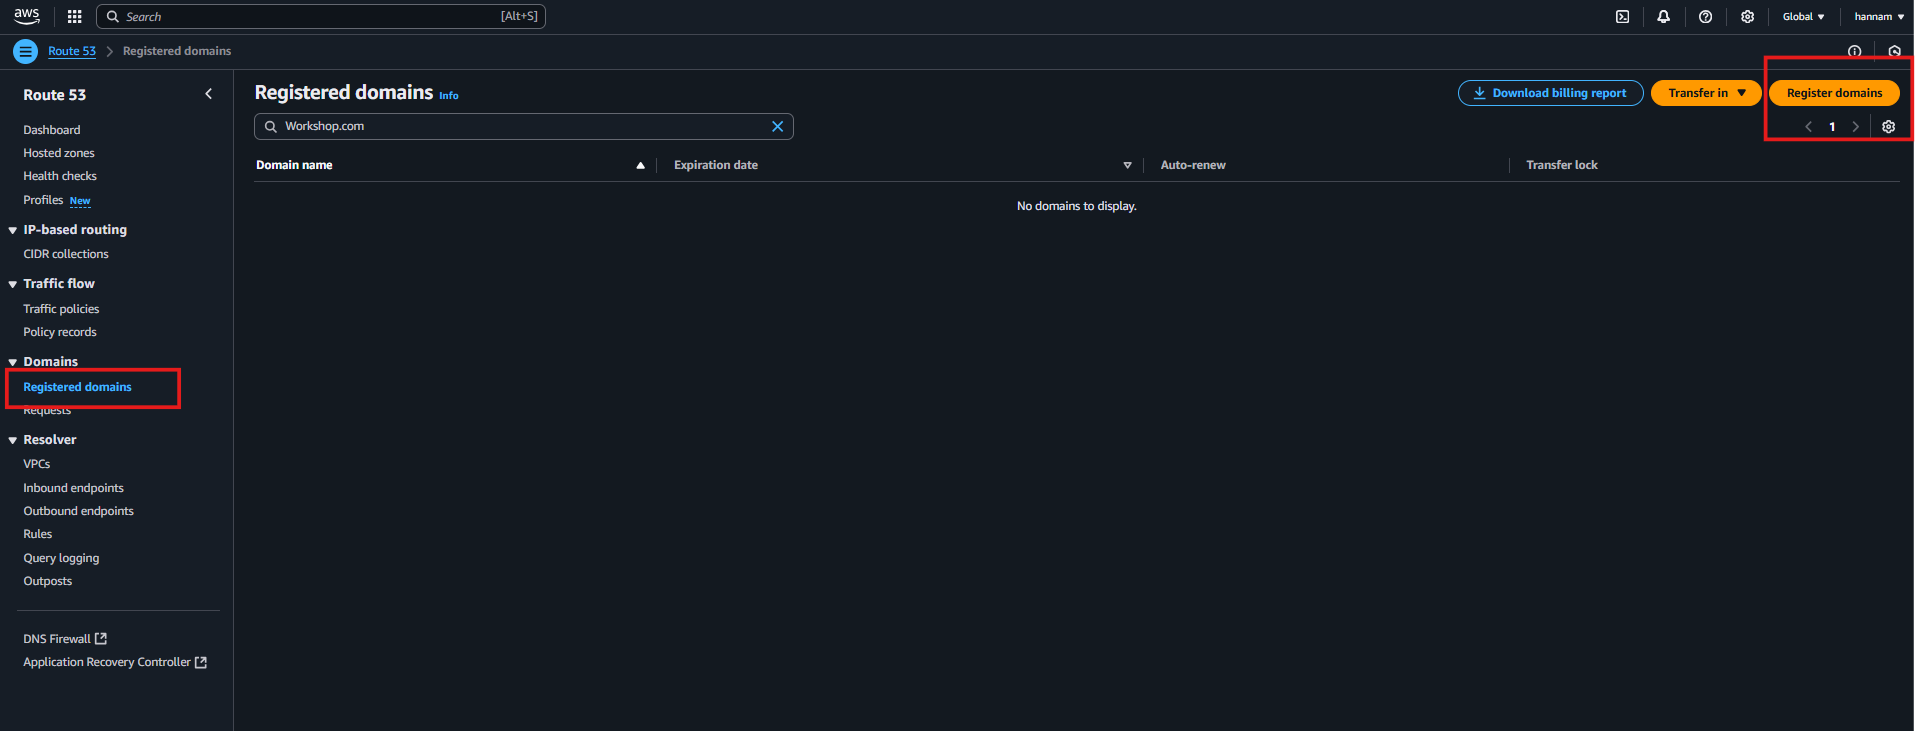 aws
Search [Alt+S] Global hannam
Route 53 Registered domains
Route 53
Dashboard
Hosted zones
Health checks
Profiles New
IP-based routing
CIDR collections
Traffic flow
Traffic policies
Policy records
Domains
Registered domains
Requests
Resolver
VPCs
Inbound endpoints
Outbound endpoints
Rules
Query logging
Outposts
DNS Firewall
Application Recovery Controller
Registered domains Info
Download billing report Transfer in Register domains
Workshop.com
1
Domain name Expiration date Auto-renew Transfer lock
No domains to display.